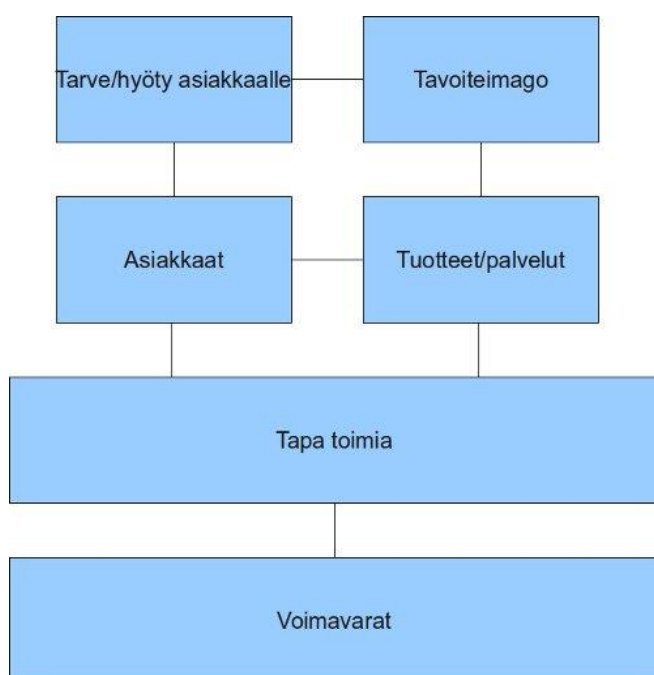 Tarve/hyöty asiakkaalle
Tavoiteimago
Asiakkaat
Tuotteet/palvelut
Tapa toimia
Voimavarat